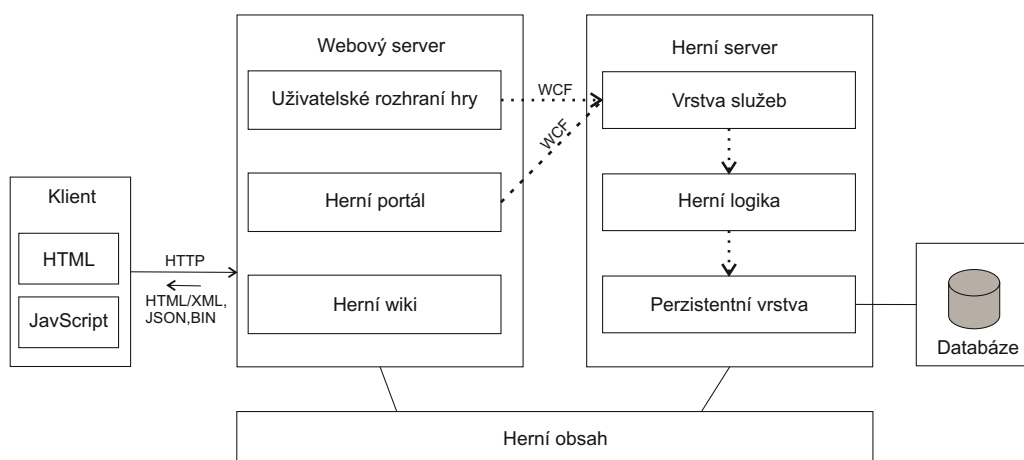 Webový server
Herní server
Uživatelské rozhraní hry
WCF
Vrstva služeb
WCF
Klient
Herní portál
Herní logika
HTML
HTTP
HTML/XML,
JSON,BIN
JavScript
Herní wiki
Perzistentní vrstva
Databáze
Herní obsah